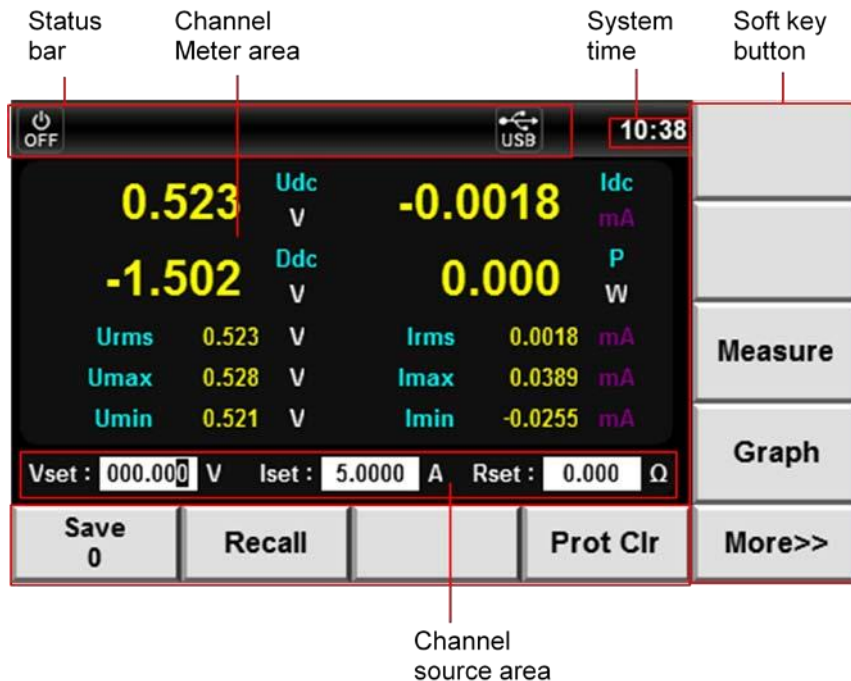 Status bar
Channel Meter area
System time
Soft key button
OFF
USB
10:38
0.523 Udc V -0.0018 Idc mA
-1.502 Ddc V 0.000 P W
Urms 0.523 V Irms 0.0018 mA
Umax 0.528 V Imax 0.0389 mA
Umin 0.521 V Imin -0.0255 mA
Measure
Graph
Vset : 000.000 V Iset : 5.0000 A Rset : 0.000 Ω
Save 0
Recall
Prot Clr
More>>
Channel source area